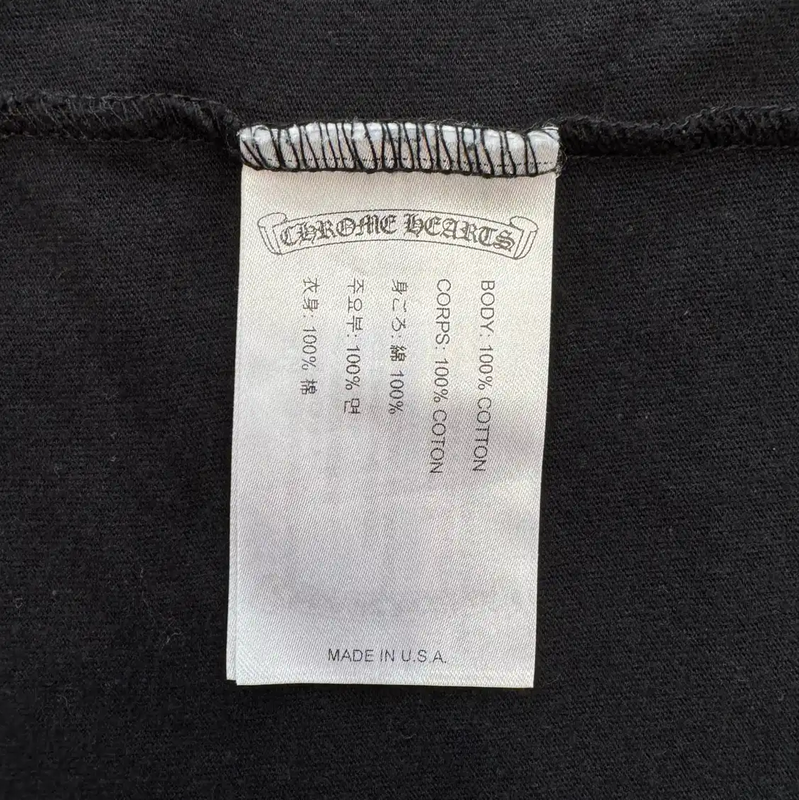 CHROME HEARTS
BODY: 100% COTTON
CORPS: 100% COTON
身ごろ: 綿 100%
주요부: 100% 면
衣身: 100% 棉
MADE IN U.S.A.